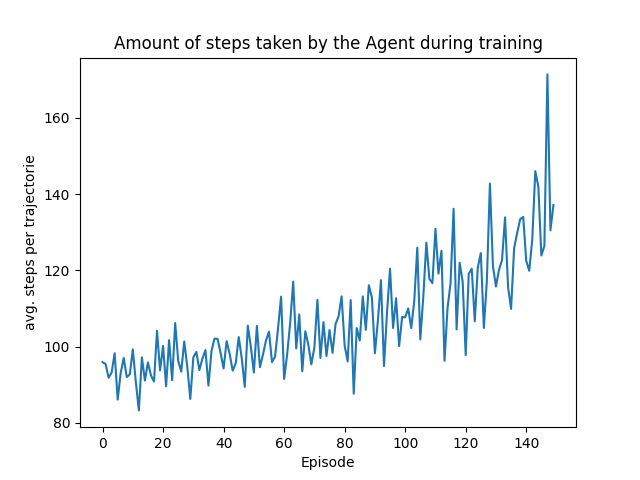 Amount of steps taken by the Agent during training
avg. steps per trajectorie
160
140
120
100
80
0 20 40 60 80 100 120 140
Episode